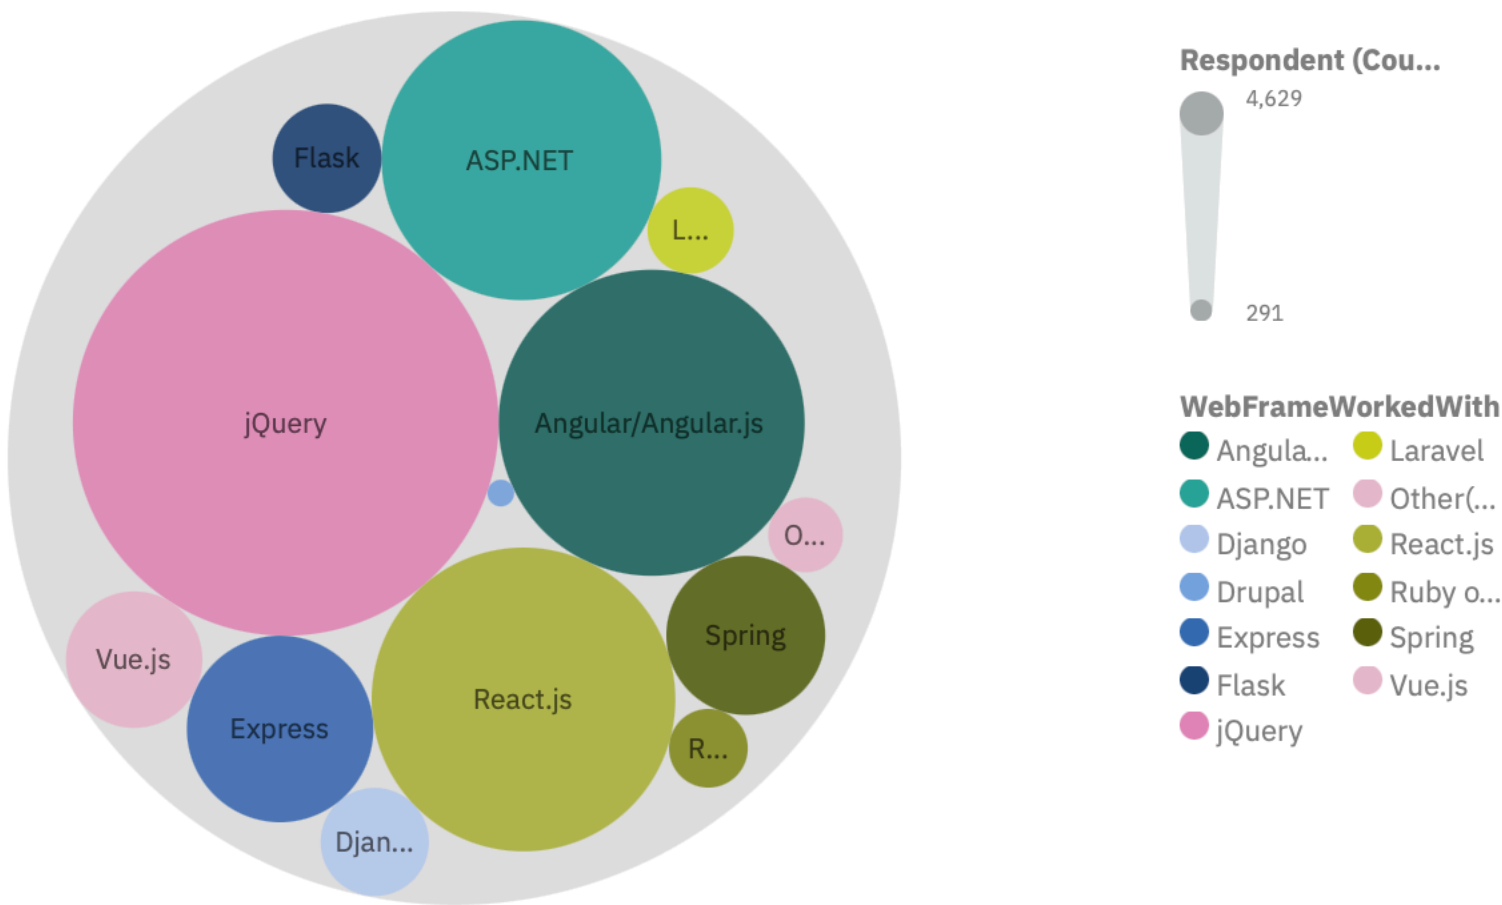 Flask
ASP.NET
L...
jQuery
Angular/Angular.js
O...
Spring
Vue.js
React.js
Express
R...
Djan...
Respondent (Cou...
4,629
291
WebFrameWorkedWith
Angula... Laravel
ASP.NET Other(...
Django React.js
Drupal Ruby o...
Express Spring
Flask Vue.js
jQuery